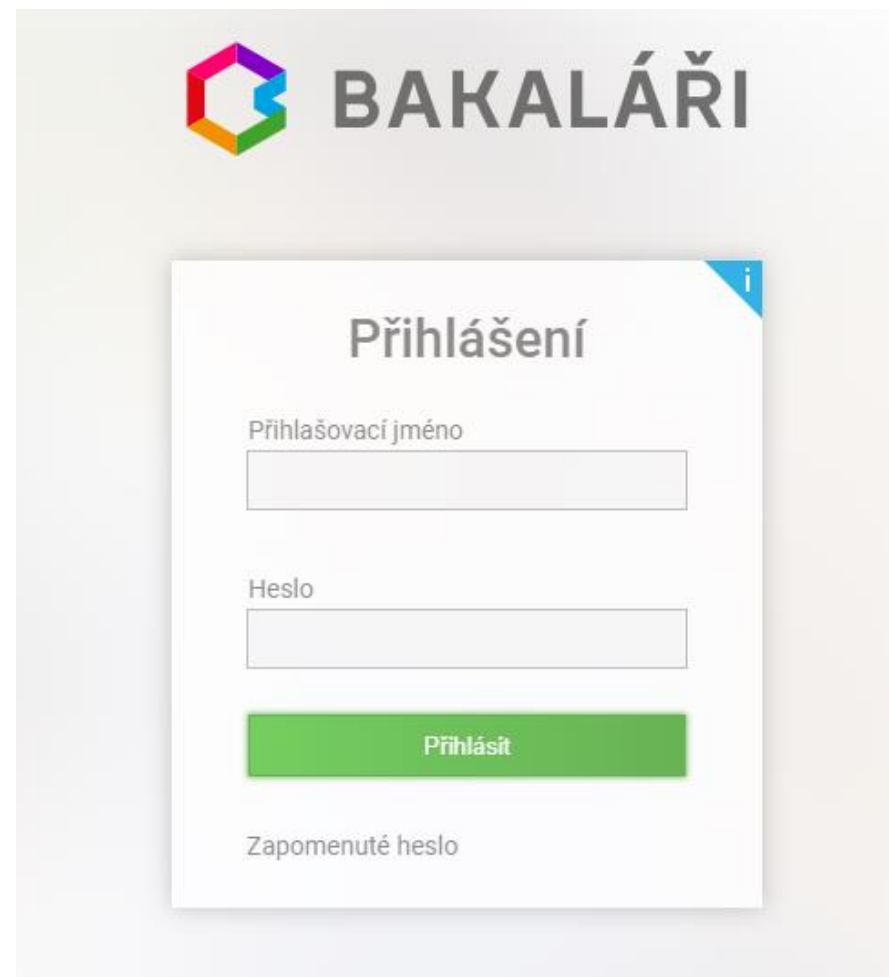 BAKALÁŘI
i
Přihlášení
Přihlašovací jméno
Heslo
Přihlásit
Zapomenuté heslo